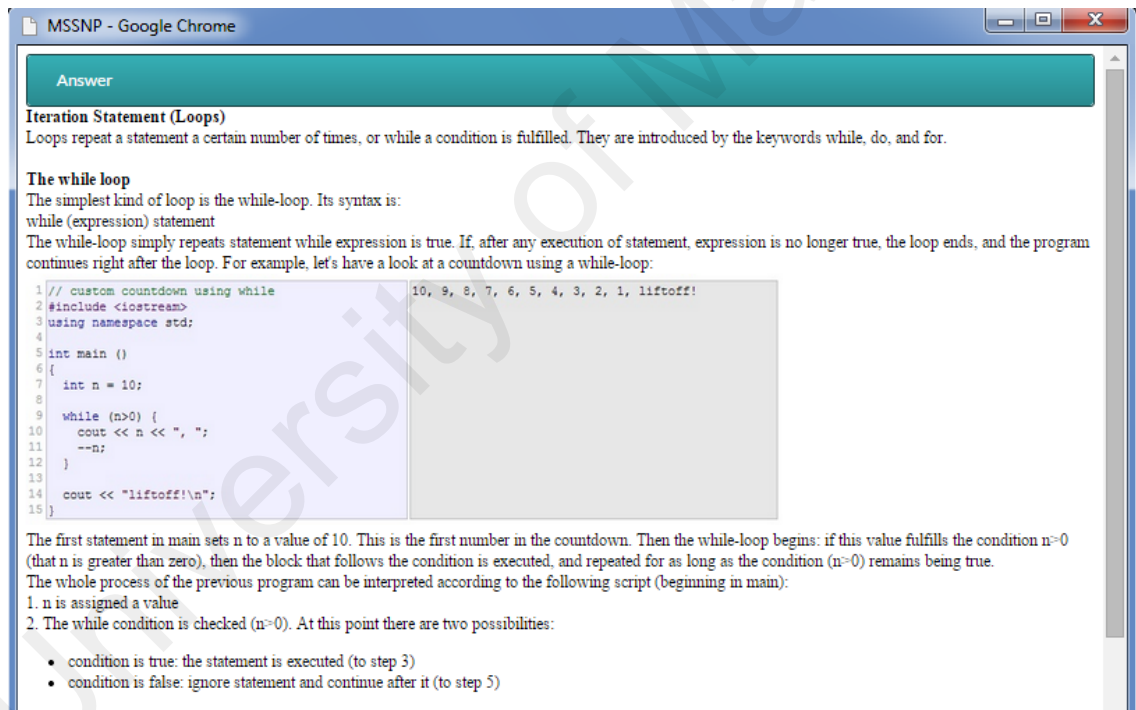 MSSNP - Google Chrome
Answer
Iteration Statement (Loops)
Loops repeat a statement a certain number of times, or while a condition is fulfilled. They are introduced by the keywords while, do, and for.
The while loop
The simplest kind of loop is the while-loop. Its syntax is:
while (expression) statement
The while-loop simply repeats statement while expression is true. If, after any execution of statement, expression is no longer true, the loop ends, and the program
continues right after the loop. For example, let's have a look at a countdown using a while-loop:
1 // custom countdown using while
2 #include <iostream>
3 using namespace std;
4
5 int main ()
6 {
7 int n = 10;
8
9 while (n>0) {
10 cout << n << ", ";
11 --n;
12 }
13
14 cout << "liftoff!\n";
15 }
10, 9, 8, 7, 6, 5, 4, 3, 2, 1, liftoff!
The first statement in main sets n to a value of 10. This is the first number in the countdown. Then the while-loop begins: if this value fulfills the condition n>0
(that n is greater than zero), then the block that follows the condition is executed, and repeated for as long as the condition (n>0) remains being true.
The whole process of the previous program can be interpreted according to the following script (beginning in main):
1. n is assigned a value
2. The while condition is checked (n>0). At this point there are two possibilities:
• condition is true: the statement is executed (to step 3)
• condition is false: ignore statement and continue after it (to step 5)
University of